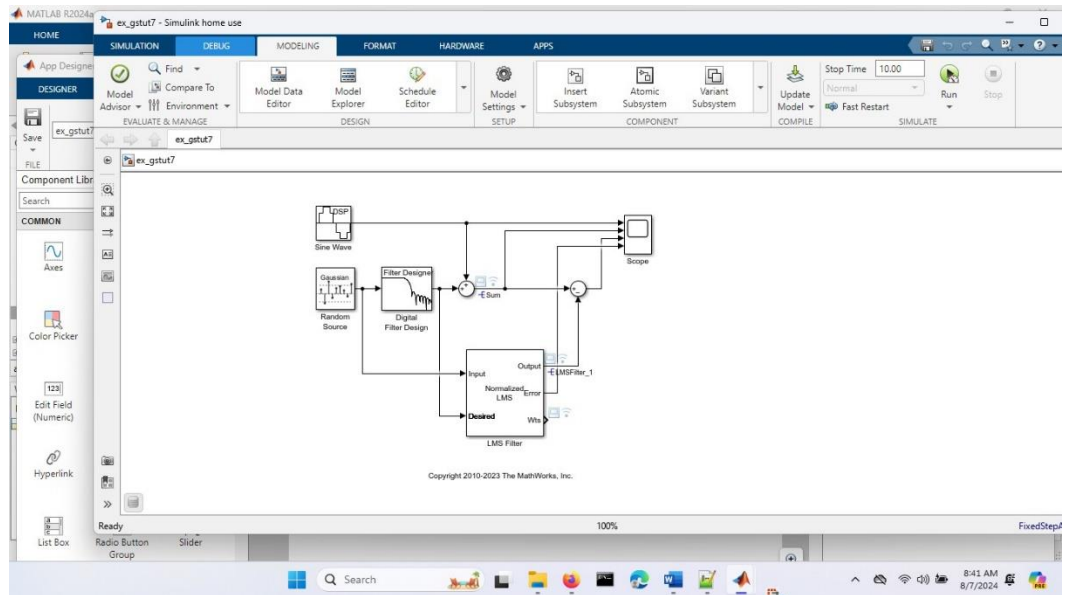 MATLAB R2024a
HOME
App Designe
DESIGNER
Save
ex_gstut7
FILE
Component Libr
Search
COMMON
Axes
Color Picker
123
Edit Field
(Numeric)
Hyperlink
List Box
Radio Button
Group
Slider
ex_gstut7 - Simulink home use
SIMULATION DEBUG MODELING FORMAT HARDWARE APPS
Model
Advisor
Find
Compare To
Environment
EVALUATE & MANAGE
Model Data
Editor
Model
Explorer
Schedule
Editor
DESIGN
Model
Settings
SETUP
Insert
Subsystem
Atomic
Subsystem
Variant
Subsystem
COMPONENT
Update
Model
COMPILE
Stop Time 10.00
Normal
Fast Restart
Run
Stop
SIMULATE
ex_gstut7
ex_gstut7
DSP
Sine Wave
Scope
Gaussian
Random
Source
Filter Designer
Digital
Filter Design
Sum
Input
Desired
Normalized
LMS
Output
Error
Wts
LMSFilter_1
LMS Filter
Copyright 2010-2023 The MathWorks, Inc.
Ready
100%
FixedStepA
Search
8:41 AM
8/7/2024